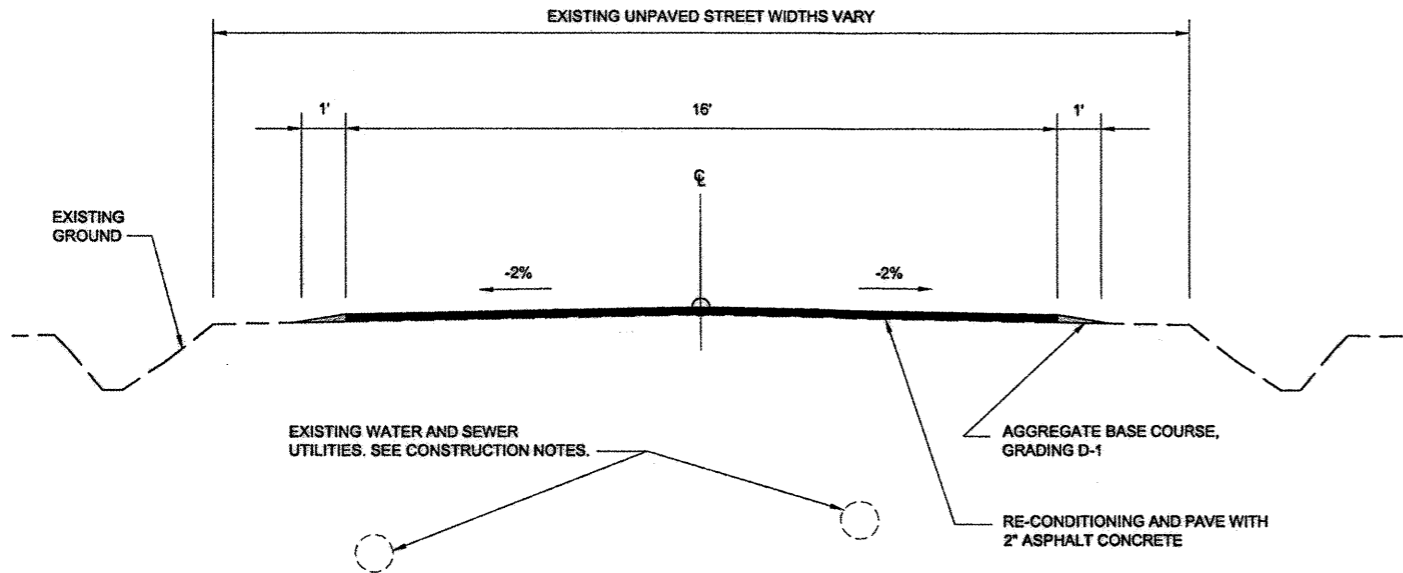 EXISTING UNPAVED STREET WIDTHS VARY
1'
16'
1'
℄
EXISTING
GROUND
-2%
-2%
EXISTING WATER AND SEWER
UTILITIES. SEE CONSTRUCTION NOTES.
AGGREGATE BASE COURSE,
GRADING D-1
RE-CONDITIONING AND PAVE WITH
2" ASPHALT CONCRETE